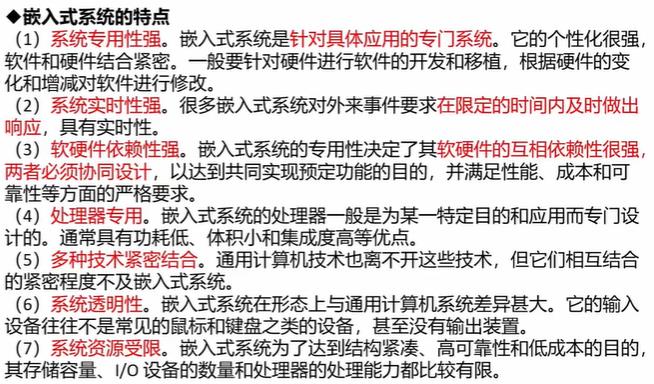 ◆嵌入式系统的特点
（1）系统专用性强。嵌入式系统是针对具体应用的专门系统。它的个性化很强，
软件和硬件结合紧密。一般要针对硬件进行软件的开发和移植，根据硬件的变
化和增减对软件进行修改。
（2）系统实时性强。很多嵌入式系统对外来事件要求在限定的时间内及时做出
响应，具有实时性。
（3）软硬件依赖性强。嵌入式系统的专用性决定了其软硬件的互相依赖性很强，
两者必须协同设计，以达到共同实现预定功能的目的，并满足性能、成本和可
靠性等方面的严格要求。
（4）处理器专用。嵌入式系统的处理器一般是为某一特定目的和应用而专门设
计的。通常具有功耗低、体积小和集成度高等优点。
（5）多种技术紧密结合。通用计算机技术也离不开这些技术，但它们相互结合
的紧密程度不及嵌入式系统。
（6）系统透明性。嵌入式系统在形态上与通用计算机系统差异甚大。它的输入
设备往往不是常见的鼠标和键盘之类的设备，甚至没有输出装置。
（7）系统资源受限。嵌入式系统为了达到结构紧凑、高可靠性和低成本的目的，
其存储容量、I/O 设备的数量和处理器的处理能力都比较有限。